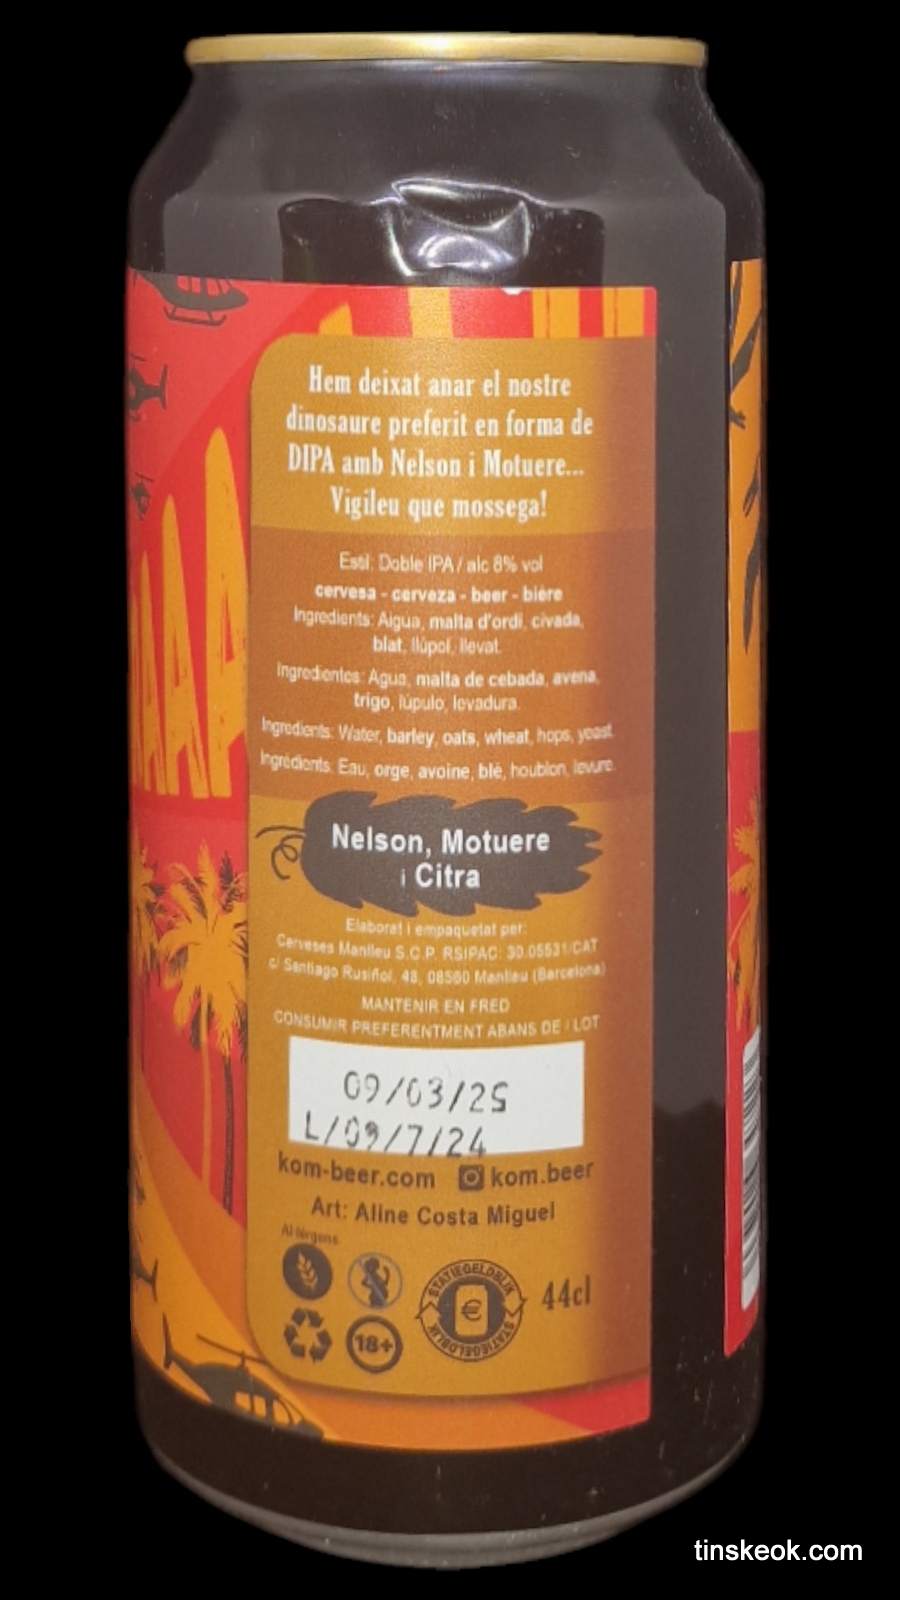 Hem deixat anar el nostre
dinosaure preferit en forma de
DIPA amb Nelson i Motuere...
Vigileu que mossega!
Estil: Doble IPA / alc 8% vol
cervesa - cerveza - beer - bière
Ingredients: Aigua, malta d'ordi, civada,
blat, llúpol, llevat.
Ingredientes: Agua, malta de cebada, avena,
trigo, lúpulo, levadura.
Ingredients: Water, barley, oats, wheat, hops, yeast.
Ingrédients: Eau, orge, avoine, blé, houblon, levure.
Nelson, Motuere
i Citra
Elaborat i empaquetat per:
Cerveses Manlleu S.C.P. RSIPAC: 30.05531/CAT
c/ Santiago Rusiñol, 48, 08560 Manlleu (Barcelona)
MANTENIR EN FRED
CONSUMIR PREFERENTMENT ABANS DE / LOT
09/03/25
L/09/7/24
kom-beer.com kom.beer
Art: Aline Costa Miguel
Al·lèrgens
STATIEGELDBLIK
€
STATIEGELDBLIK
44cl
18+
AAAA
tinskeok.com